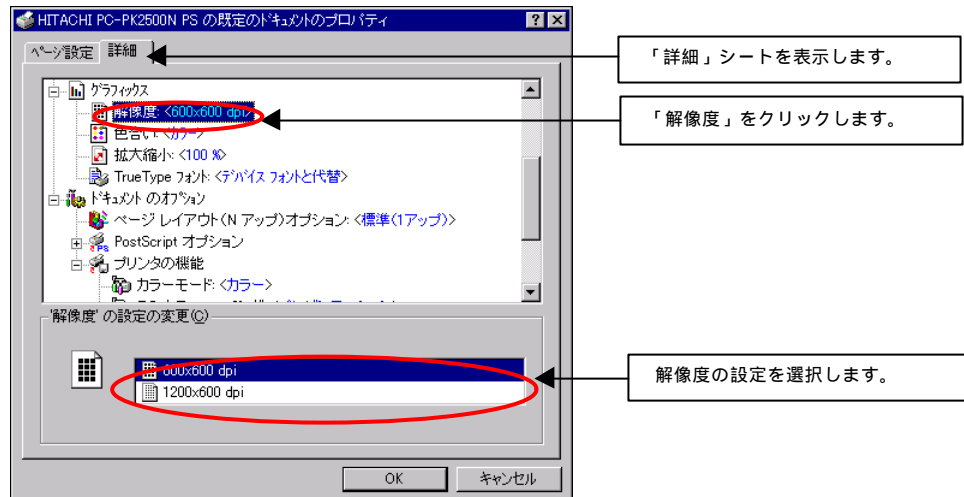 HITACHI PC-PK2500N PS の既定のドキュメントのプロパティ
ページ設定 詳細
「詳細」シートを表示します。
グラフィックス
解像度: <600x600 dpi>
「解像度」をクリックします。
色合い: <カラー>
拡大縮小: <100 %>
TrueType フォント: <デバイス フォントと代替>
ドキュメント のオプション
ページ レイアウト(N アップ)オプション: <標準(1アップ)>
PostScript オプション
プリンタの機能
カラーモード: <カラー>
'解像度' の設定の変更(C)
600x600 dpi
解像度の設定を選択します。
1200x600 dpi
OK キャンセル